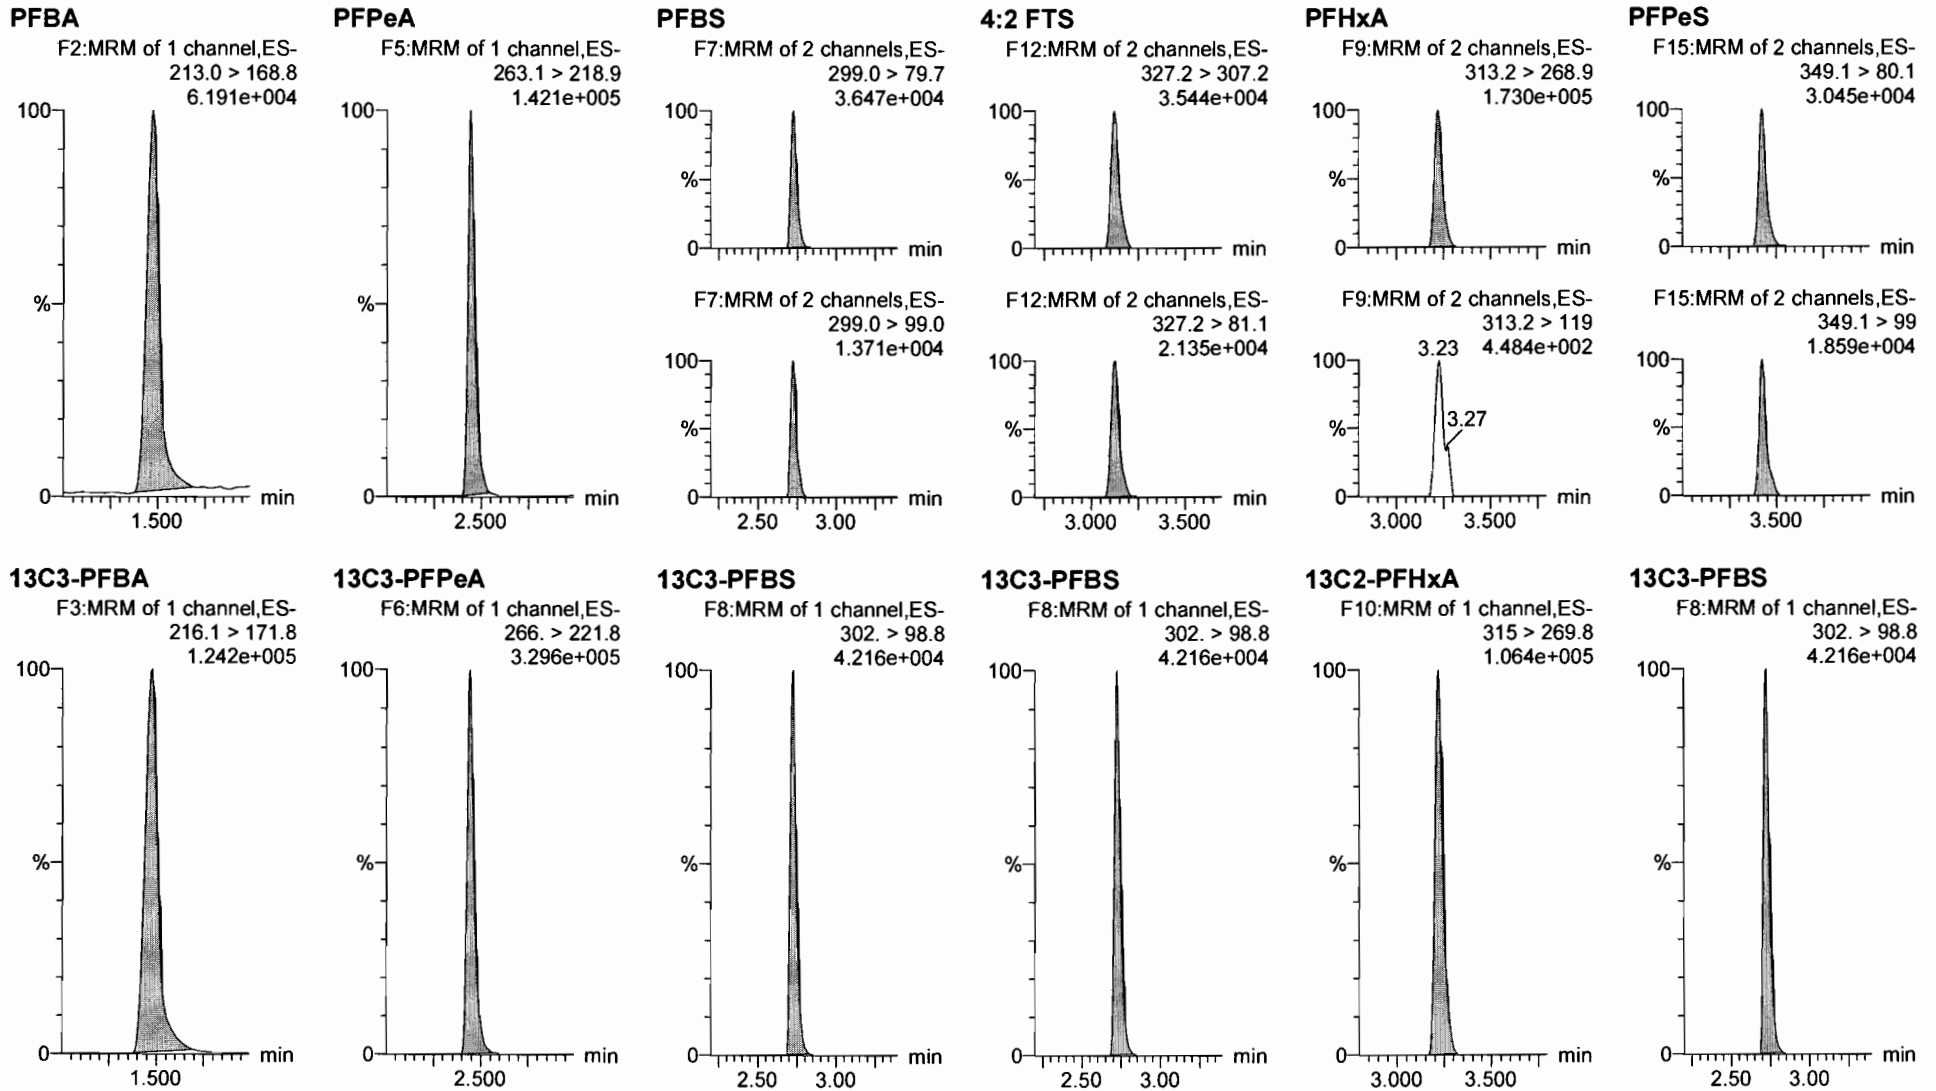 PFBA
F2:MRM of 1 channel,ES-
213.0 > 168.8
6.191e+004
100
%
0
min
1.500
PFPeA
F5:MRM of 1 channel,ES-
263.1 > 218.9
1.421e+005
100
%
0
min
2.500
PFBS
F7:MRM of 2 channels,ES-
299.0 > 79.7
3.647e+004
100
%
0
min
F7:MRM of 2 channels,ES-
299.0 > 99.0
1.371e+004
100
%
0
min
2.50 3.00
4:2 FTS
F12:MRM of 2 channels,ES-
327.2 > 307.2
3.544e+004
100
%
0
min
F12:MRM of 2 channels,ES-
327.2 > 81.1
2.135e+004
100
%
0
min
3.000 3.500
PFHxA
F9:MRM of 2 channels,ES-
313.2 > 268.9
1.730e+005
100
%
0
min
F9:MRM of 2 channels,ES-
313.2 > 119
3.23 4.484e+002
100
3.27
%
0
min
3.000 3.500
PFPeS
F15:MRM of 2 channels,ES-
349.1 > 80.1
3.045e+004
100
%
0
min
F15:MRM of 2 channels,ES-
349.1 > 99
1.859e+004
100
%
0
min
3.500
13C3-PFBA
F3:MRM of 1 channel,ES-
216.1 > 171.8
1.242e+005
100
%
0
min
1.500
13C3-PFPeA
F6:MRM of 1 channel,ES-
266. > 221.8
3.296e+005
100
%
0
min
2.500
13C3-PFBS
F8:MRM of 1 channel,ES-
302. > 98.8
4.216e+004
100
%
0
min
2.50 3.00
13C3-PFBS
F8:MRM of 1 channel,ES-
302. > 98.8
4.216e+004
100
%
0
min
2.50 3.00
13C2-PFHxA
F10:MRM of 1 channel,ES-
315 > 269.8
1.064e+005
100
%
0
min
3.000 3.500
13C3-PFBS
F8:MRM of 1 channel,ES-
302. > 98.8
4.216e+004
100
%
0
min
2.50 3.00